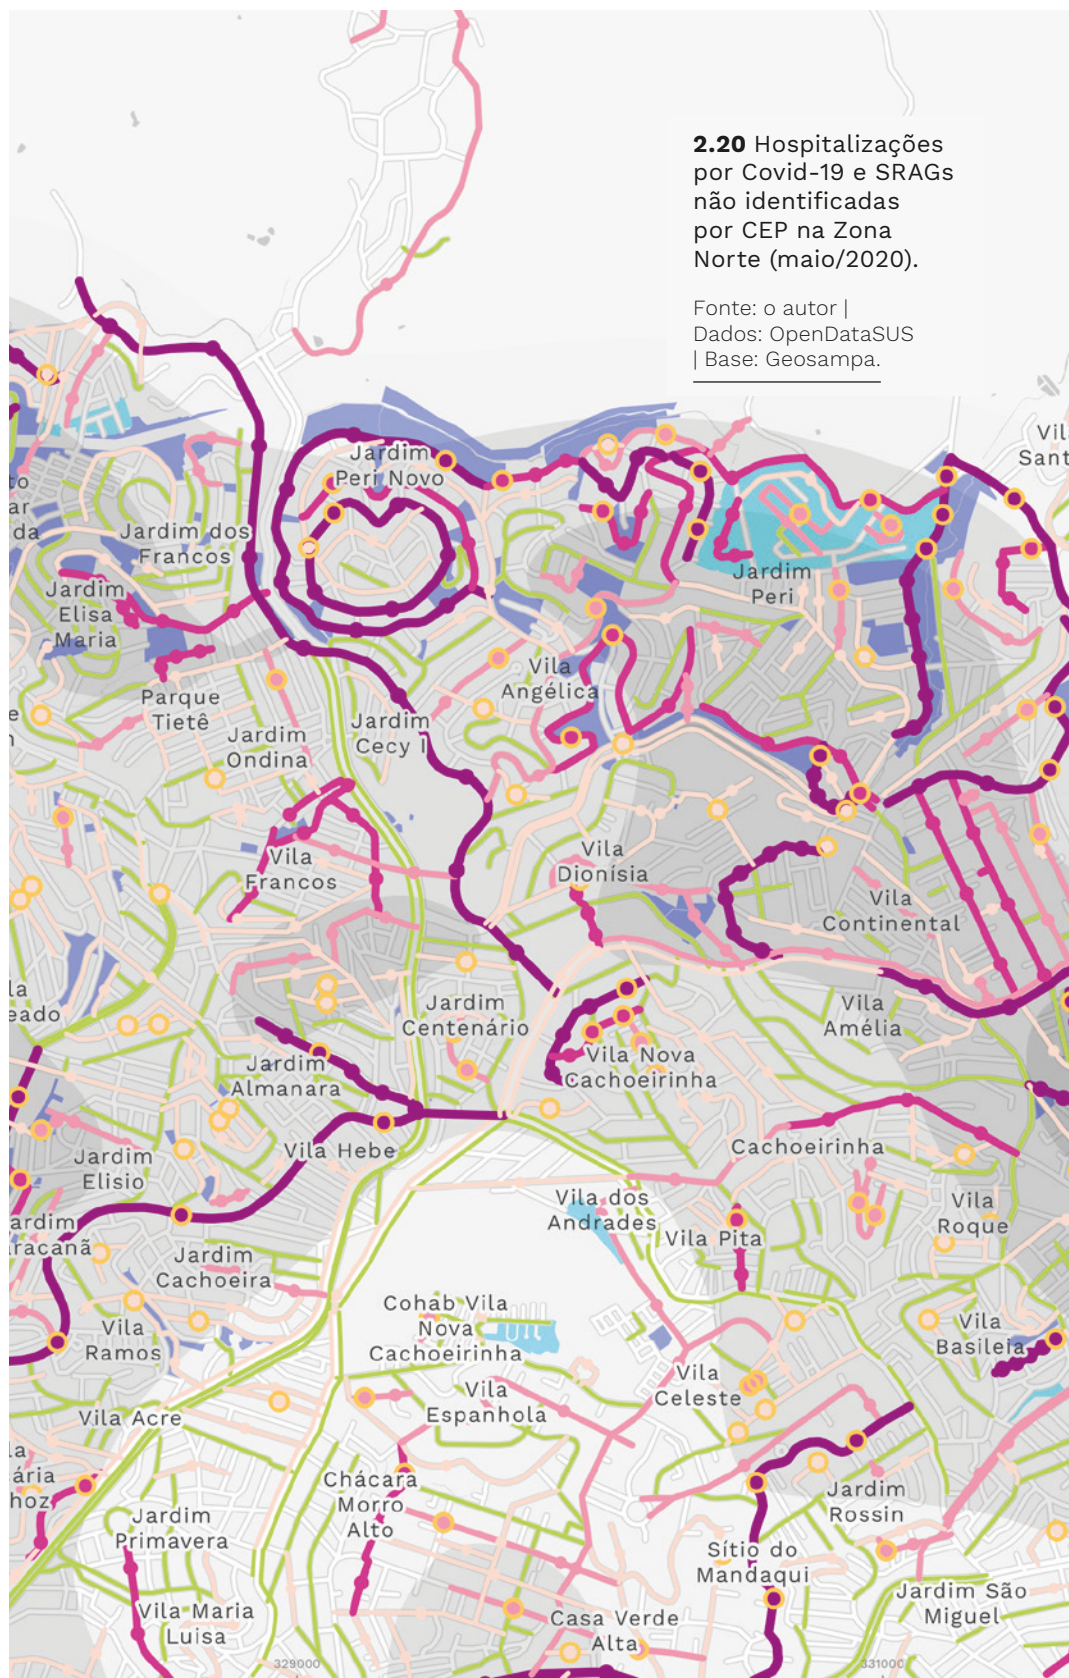 2.20 Hospitalizações
por Covid-19 e SRAGs
não identificadas
por CEP na Zona
Norte (maio/2020).
Fonte: o autor |
Dados: OpenDataSUS
| Base: Geosampa.
Jardim
Peri Novo
Jardim dos
Francos
Jardim
Elisa
Maria
Jardim
Peri
Parque
Tietê
Vila
Angélica
Jardim
Ondina
Jardim
Cecy I
Vila
Francos
Vila
Dionísia
Vila
Continental
Jardim
Centenário
Vila
Amélia
Jardim
Almanara
Vila Nova
Cachoeirinha
Vila Hebe
Cachoeirinha
Jardim
Elisio
Vila dos
Andrades
Vila Pita
Vila
Roque
Jardim
Cachoeira
Cohab Vila
Nova
Cachoeirinha
Vila
Ramos
Vila
Basileia
Vila
Celeste
Vila
Espanhola
Vila Acre
Chácara
Morro
Alto
Jardim
Rossin
Jardim
Primavera
Sítio do
Mandaqui
Jardim São
Miguel
Vila Maria
Luisa
Casa Verde
Alta
329000
331000